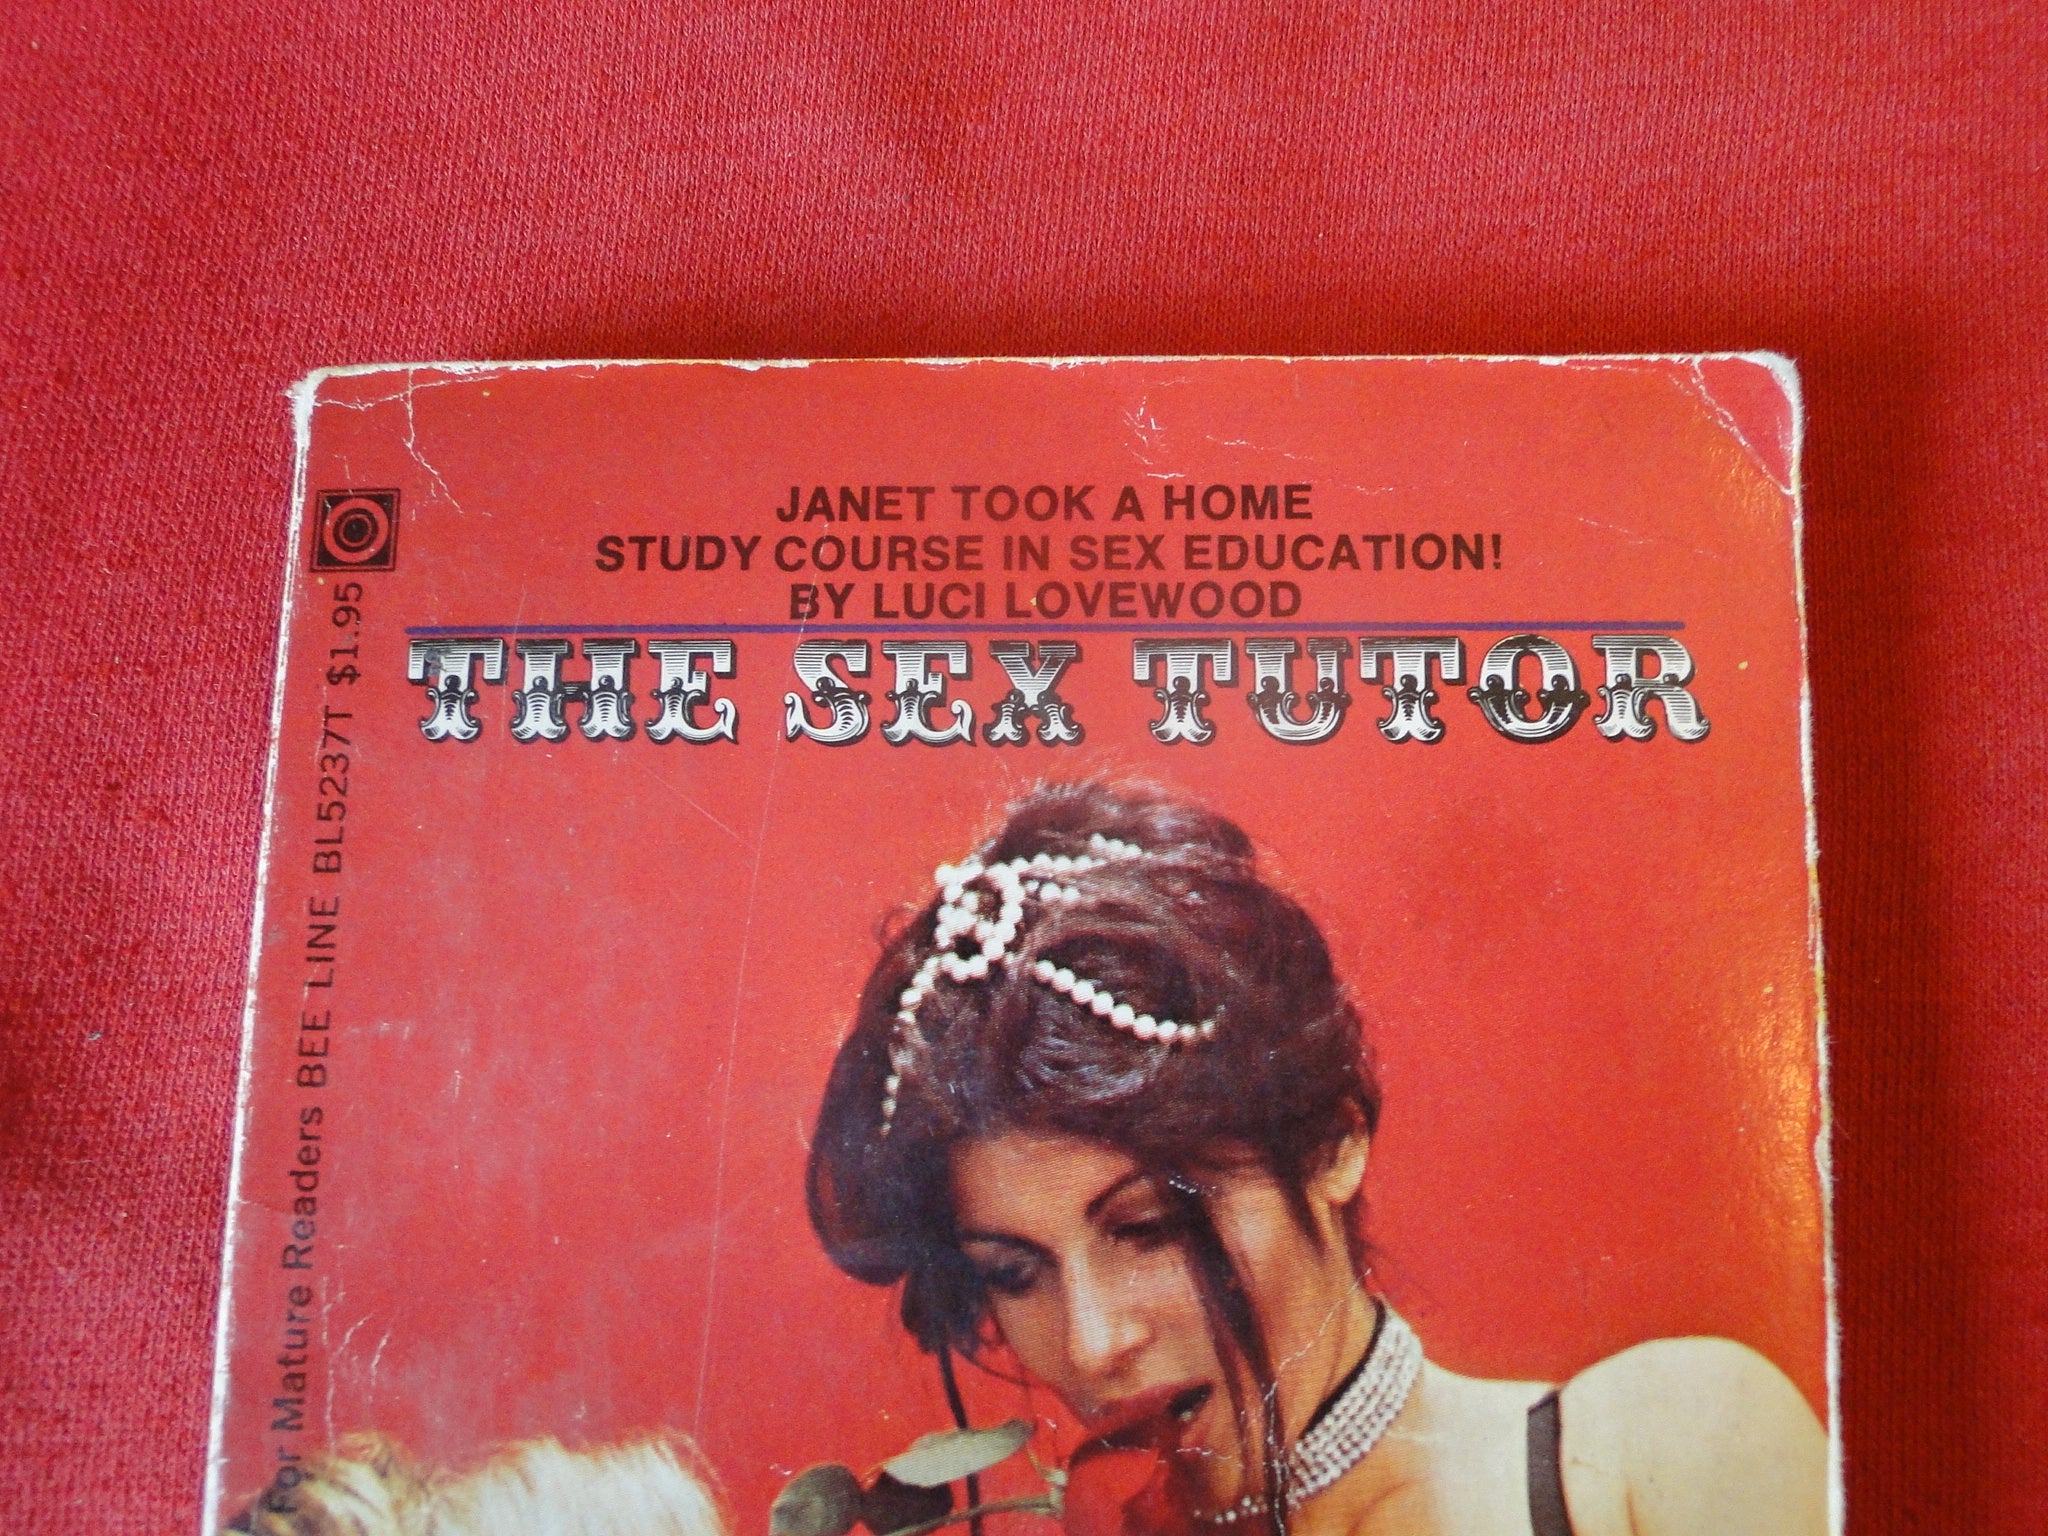 JANET TOOK A HOME
STUDY COURSE IN SEX EDUCATION!
BY LUCI LOVEWOOD
THE SEX TUTOR
For Mature Readers BEE LINE BL5237T $1.95